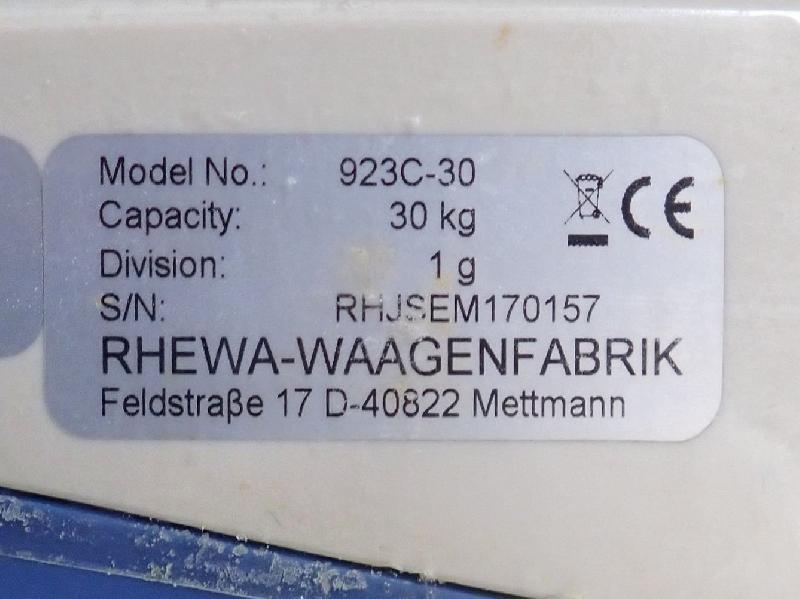 Model No.: 923C-30
Capacity: 30 kg
Division: 1 g
S/N: RHJSEM170157
RHEWA-WAAGENFABRIK
Feldstraße 17 D-40822 Mettmann
CE